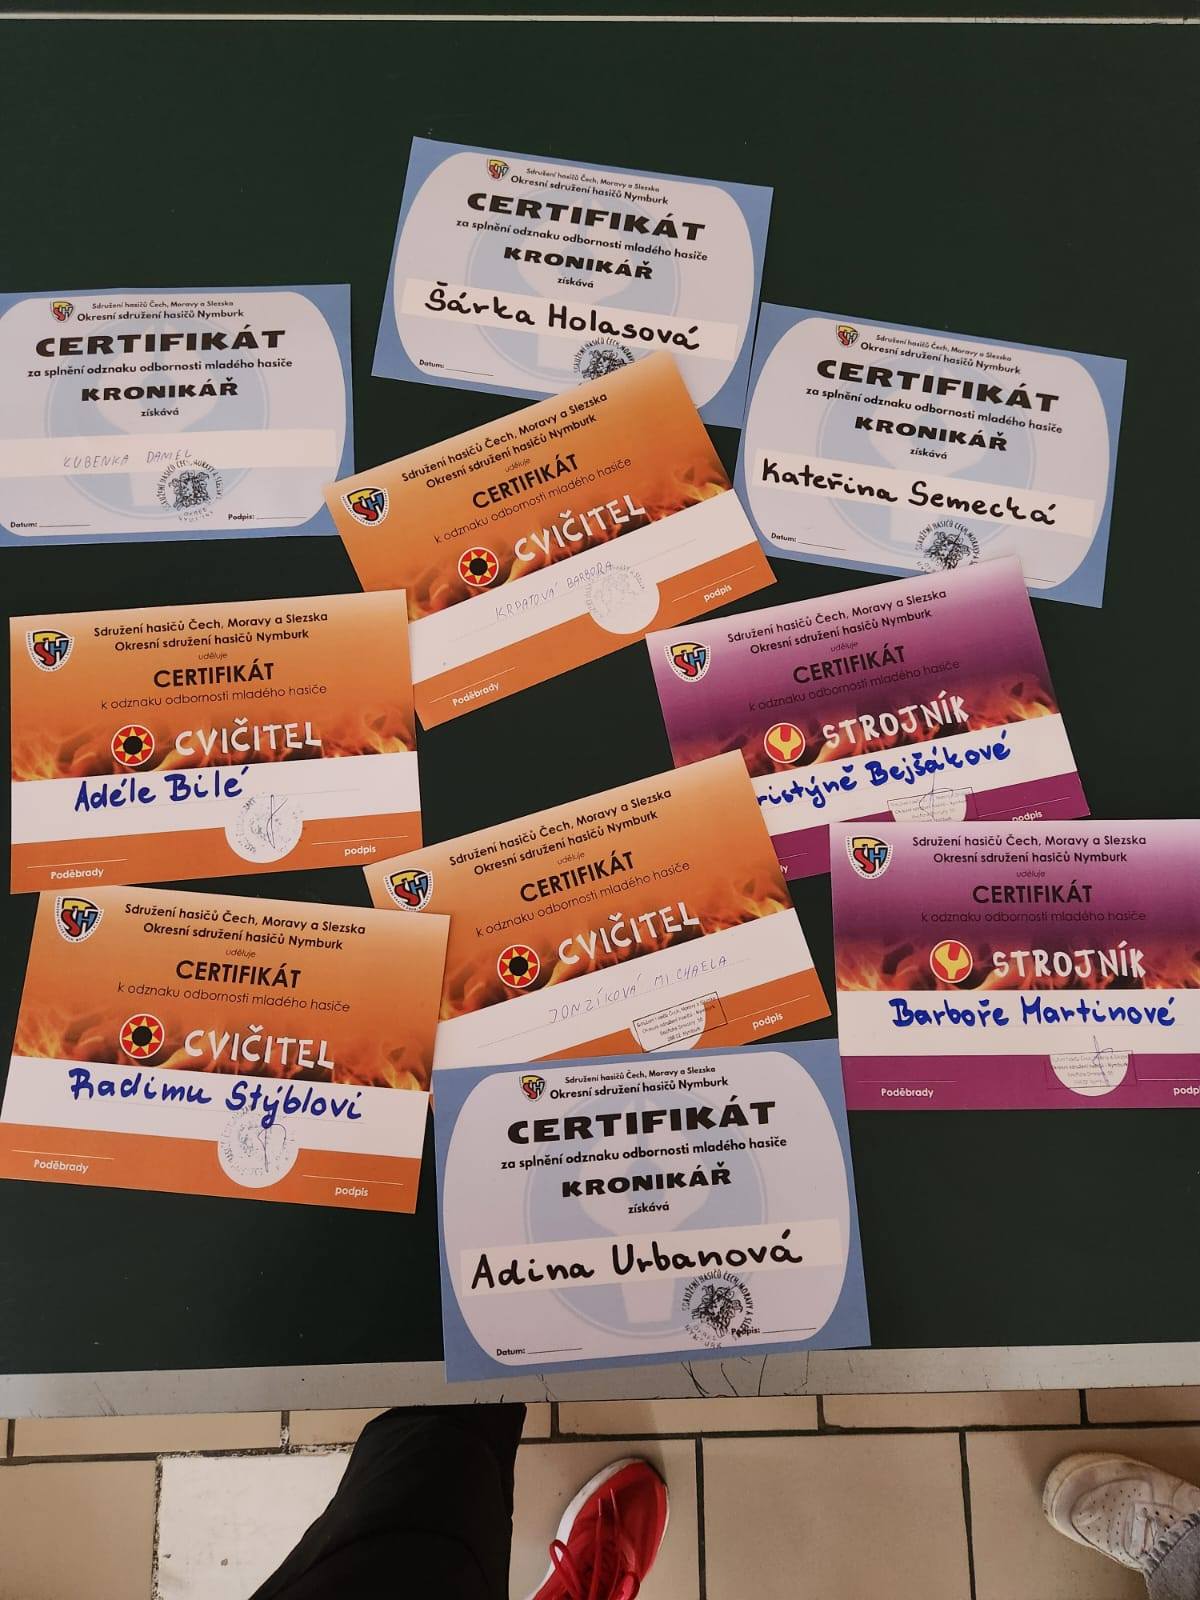 Sdružení hasičů Čech, Moravy a Slezska
Okresní sdružení hasičů Nymburk
CERTIFIKÁT
za splnění odznaku odbornosti mladého hasiče
KRONIKÁŘ
získává
Šárka Holasová
Datum:
Sdružení hasičů Čech, Moravy a Slezska
Okresní sdružení hasičů Nymburk
CERTIFIKÁT
za splnění odznaku odbornosti mladého hasiče
KRONIKÁŘ
získává
KUBENKA DANIEL
Datum:
Podpis:
Sdružení hasičů Čech, Moravy a Slezska
Okresní sdružení hasičů Nymburk
CERTIFIKÁT
za splnění odznaku odbornosti mladého hasiče
KRONIKÁŘ
získává
Kateřina Semecká
Datum:
Sdružení hasičů Čech, Moravy a Slezska
Okresní sdružení hasičů Nymburk
uděluje
CERTIFIKÁT
k odznaku odbornosti mladého hasiče
CVIČITEL
KRPATOVÁ BARBORA
Poděbrady
podpis
Sdružení hasičů Čech, Moravy a Slezska
Okresní sdružení hasičů Nymburk
uděluje
CERTIFIKÁT
k odznaku odbornosti mladého hasiče
CVIČITEL
Adéle Bílé
Poděbrady
podpis
Sdružení hasičů Čech, Moravy a Slezska
Okresní sdružení hasičů Nymburk
uděluje
CERTIFIKÁT
k odznaku odbornosti mladého hasiče
STROJNÍK
ristýně Bejšákové
podpis
Sdružení hasičů Čech, Moravy a Slezska
Okresní sdružení hasičů Nymburk
uděluje
CERTIFIKÁT
k odznaku odbornosti mladého hasiče
CVIČITEL
JONZÍKOVÁ MICHAELA
podpis
Sdružení hasičů Čech, Moravy a Slezska
Okresní sdružení hasičů Nymburk
uděluje
CERTIFIKÁT
k odznaku odbornosti mladého hasiče
STROJNÍK
Barboře Martinové
Poděbrady
podp
Sdružení hasičů Čech, Moravy a Slezska
Okresní sdružení hasičů Nymburk
uděluje
CERTIFIKÁT
k odznaku odbornosti mladého hasiče
CVIČITEL
Radimu Stýblovi
Poděbrady
podpis
Sdružení hasičů Čech, Moravy a Slezska
Okresní sdružení hasičů Nymburk
CERTIFIKÁT
za splnění odznaku odbornosti mladého hasiče
KRONIKÁŘ
získává
Adina Urbanová
Datum:
Podpis: